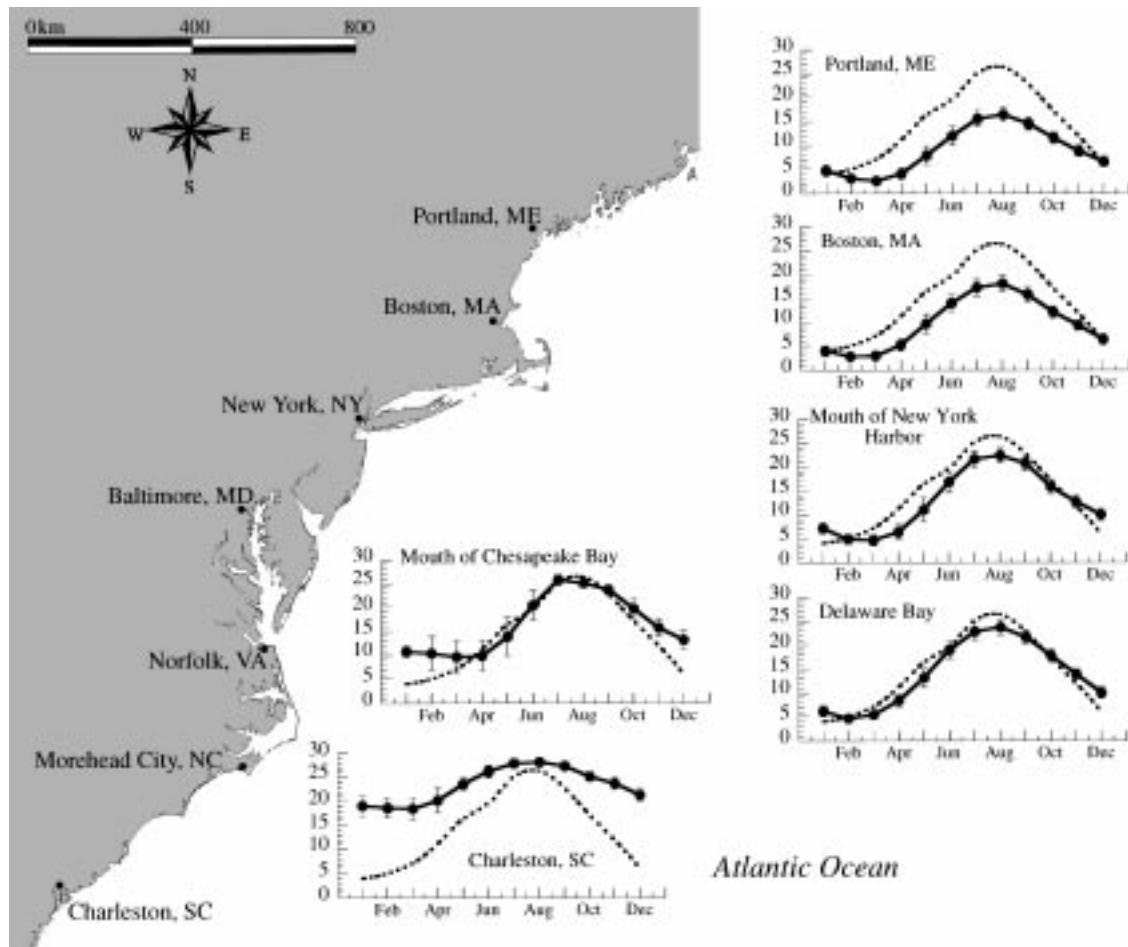 0km 400 800
N
W E
S
Portland, ME
Boston, MA
New York, NY
Baltimore, MD
Norfolk, VA
Morehead City, NC
Charleston, SC
Atlantic Ocean
Portland, ME
30
25
20
15
10
5
0
Feb Apr Jun Aug Oct Dec
Boston, MA
30
25
20
15
10
5
0
Feb Apr Jun Aug Oct Dec
Mouth of New York
Harbor
30
25
20
15
10
5
0
Feb Apr Jun Aug Oct Dec
Mouth of Chesapeake Bay
30
25
20
15
10
5
0
Feb Apr Jun Aug Oct Dec
Delaware Bay
30
25
20
15
10
5
0
Feb Apr Jun Aug Oct Dec
Charleston, SC
30
25
20
15
10
5
0
Feb Apr Jun Aug Oct Dec